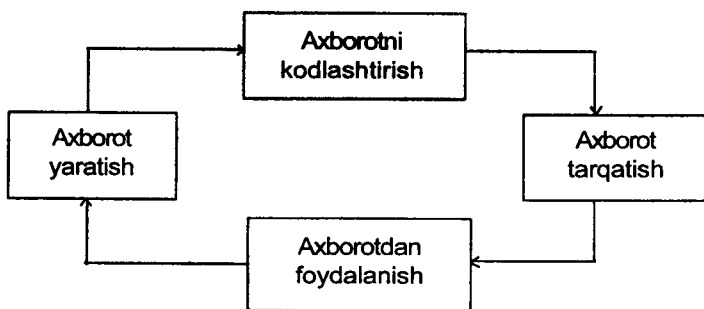 Axborotni
kodlashtirish
Axborot
yaratish
Axborot
tarqatish
Axborotdan
foydalanish